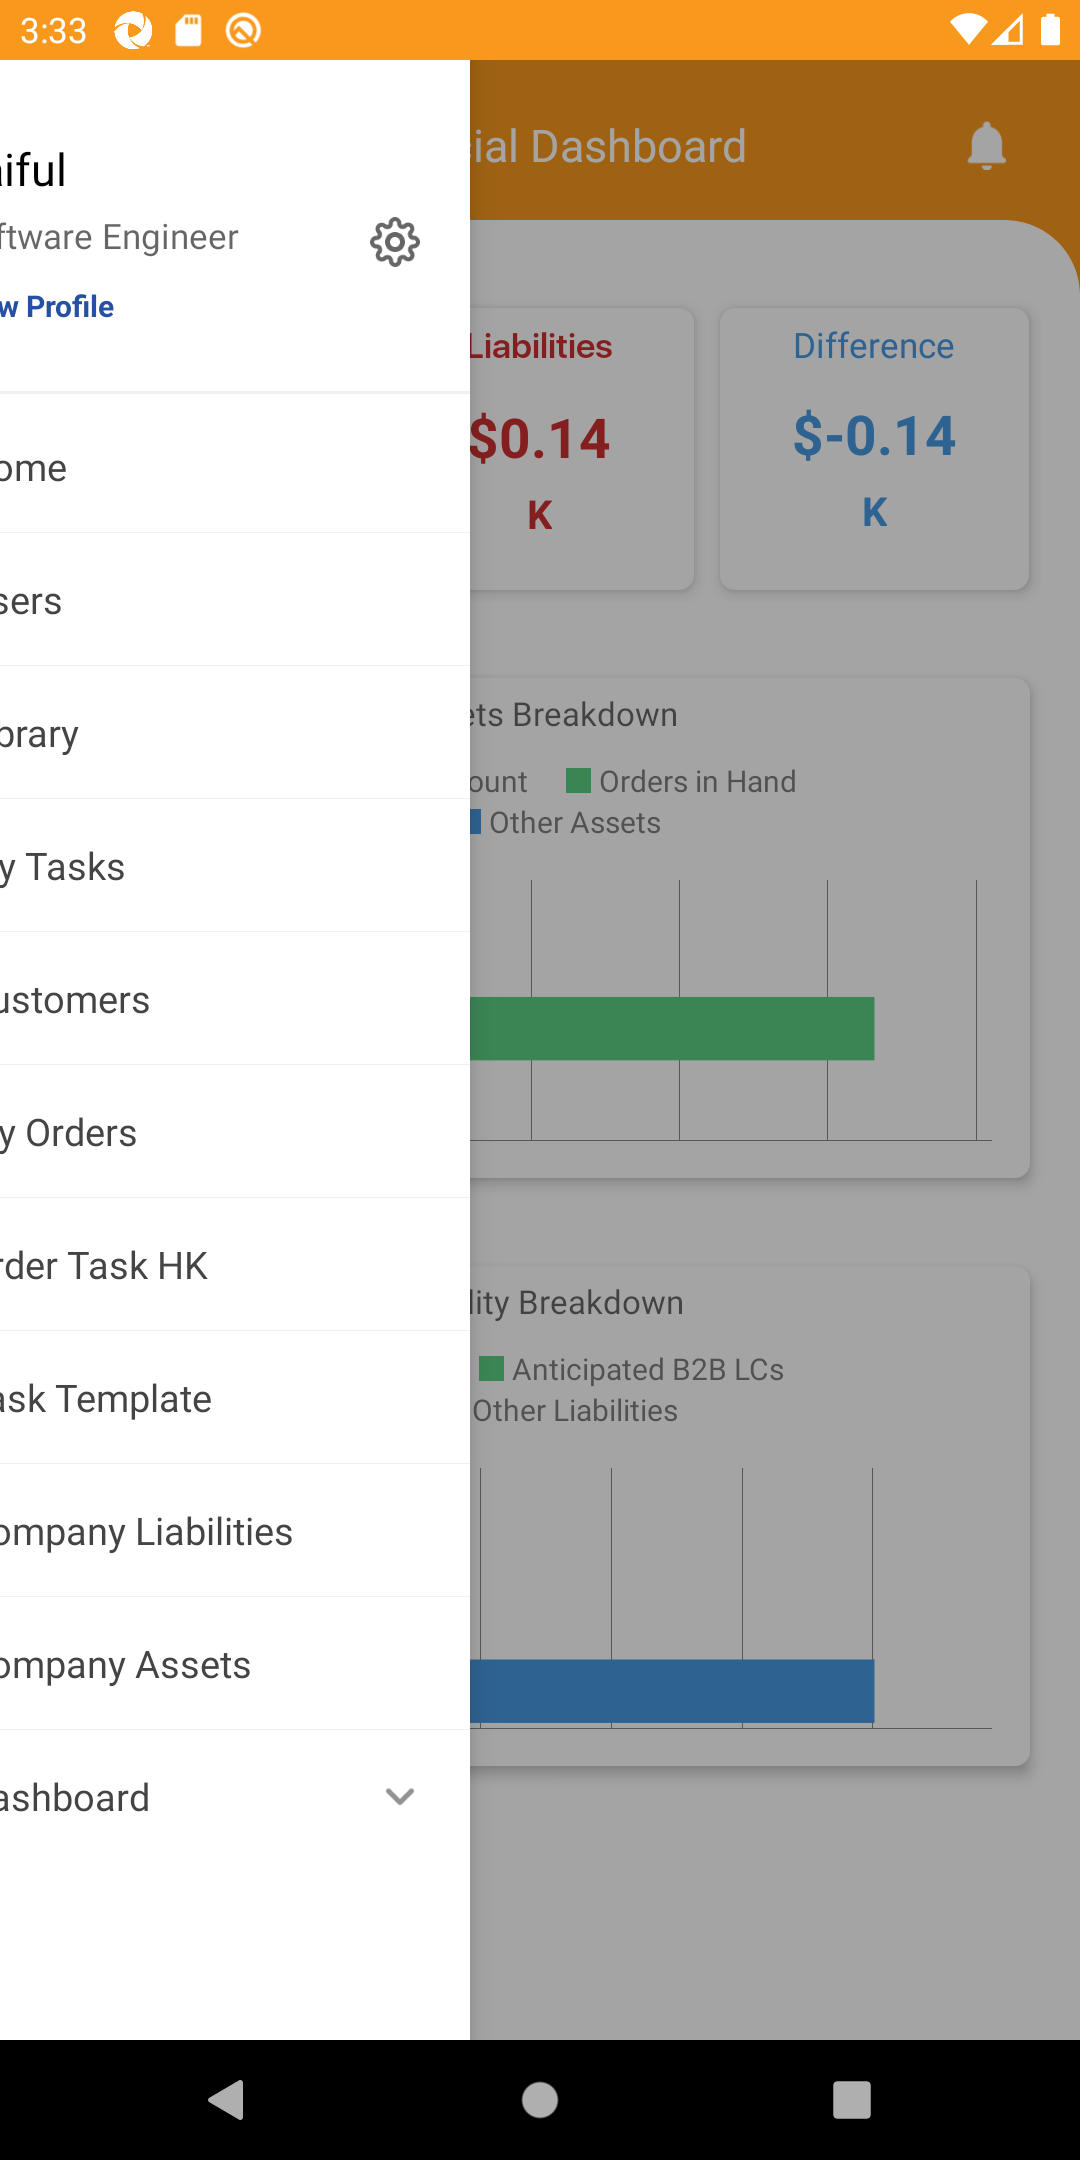 3:33
aiful
ial Dashboard
ftware Engineer
w Profile
Liabilities
$0.14
K
Difference
$-0.14
K
ome
sers
brary
y Tasks
ustomers
y Orders
rder Task HK
ask Template
ompany Liabilities
ompany Assets
ashboard
ets Breakdown
ount
Orders in Hand
Other Assets
lity Breakdown
Anticipated B2B LCs
Other Liabilities